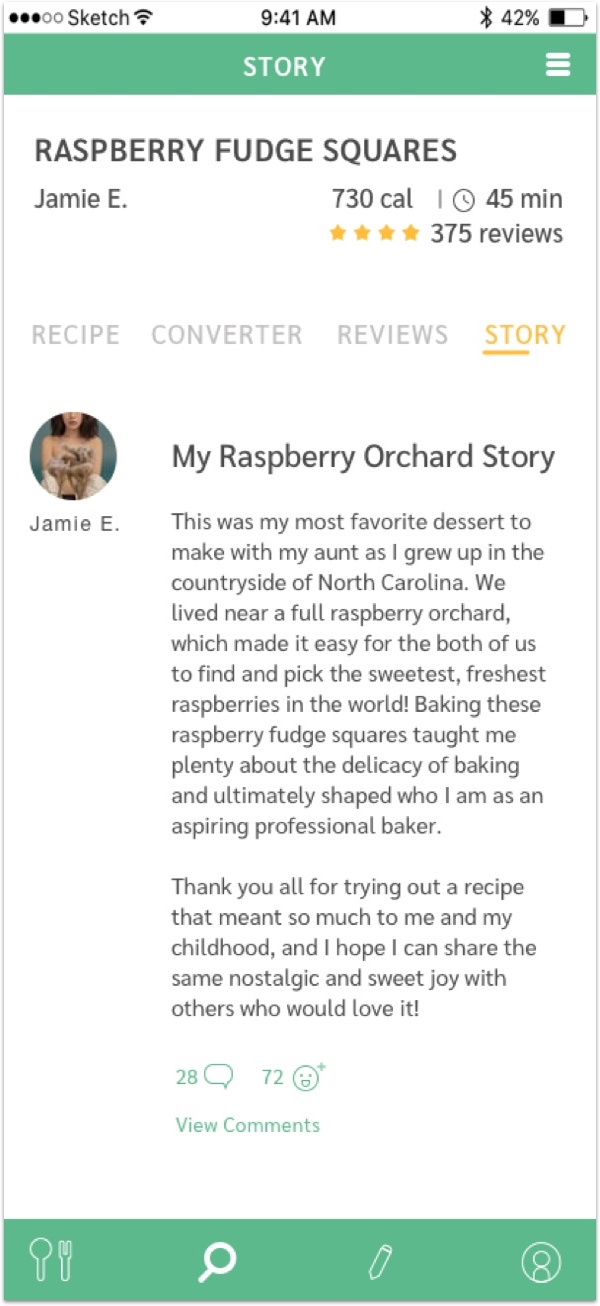 Sketch 9:41 AM 42%
STORY
RASPBERRY FUDGE SQUARES
Jamie E. 730 cal | 45 min
375 reviews
RECIPE CONVERTER REVIEWS STORY
My Raspberry Orchard Story
Jamie E.
This was my most favorite dessert to
make with my aunt as I grew up in the
countryside of North Carolina. We
lived near a full raspberry orchard,
which made it easy for the both of us
to find and pick the sweetest, freshest
raspberries in the world! Baking these
raspberry fudge squares taught me
plenty about the delicacy of baking
and ultimately shaped who I am as an
aspiring professional baker.
Thank you all for trying out a recipe
that meant so much to me and my
childhood, and I hope I can share the
same nostalgic and sweet joy with
others who would love it!
28 72
View Comments